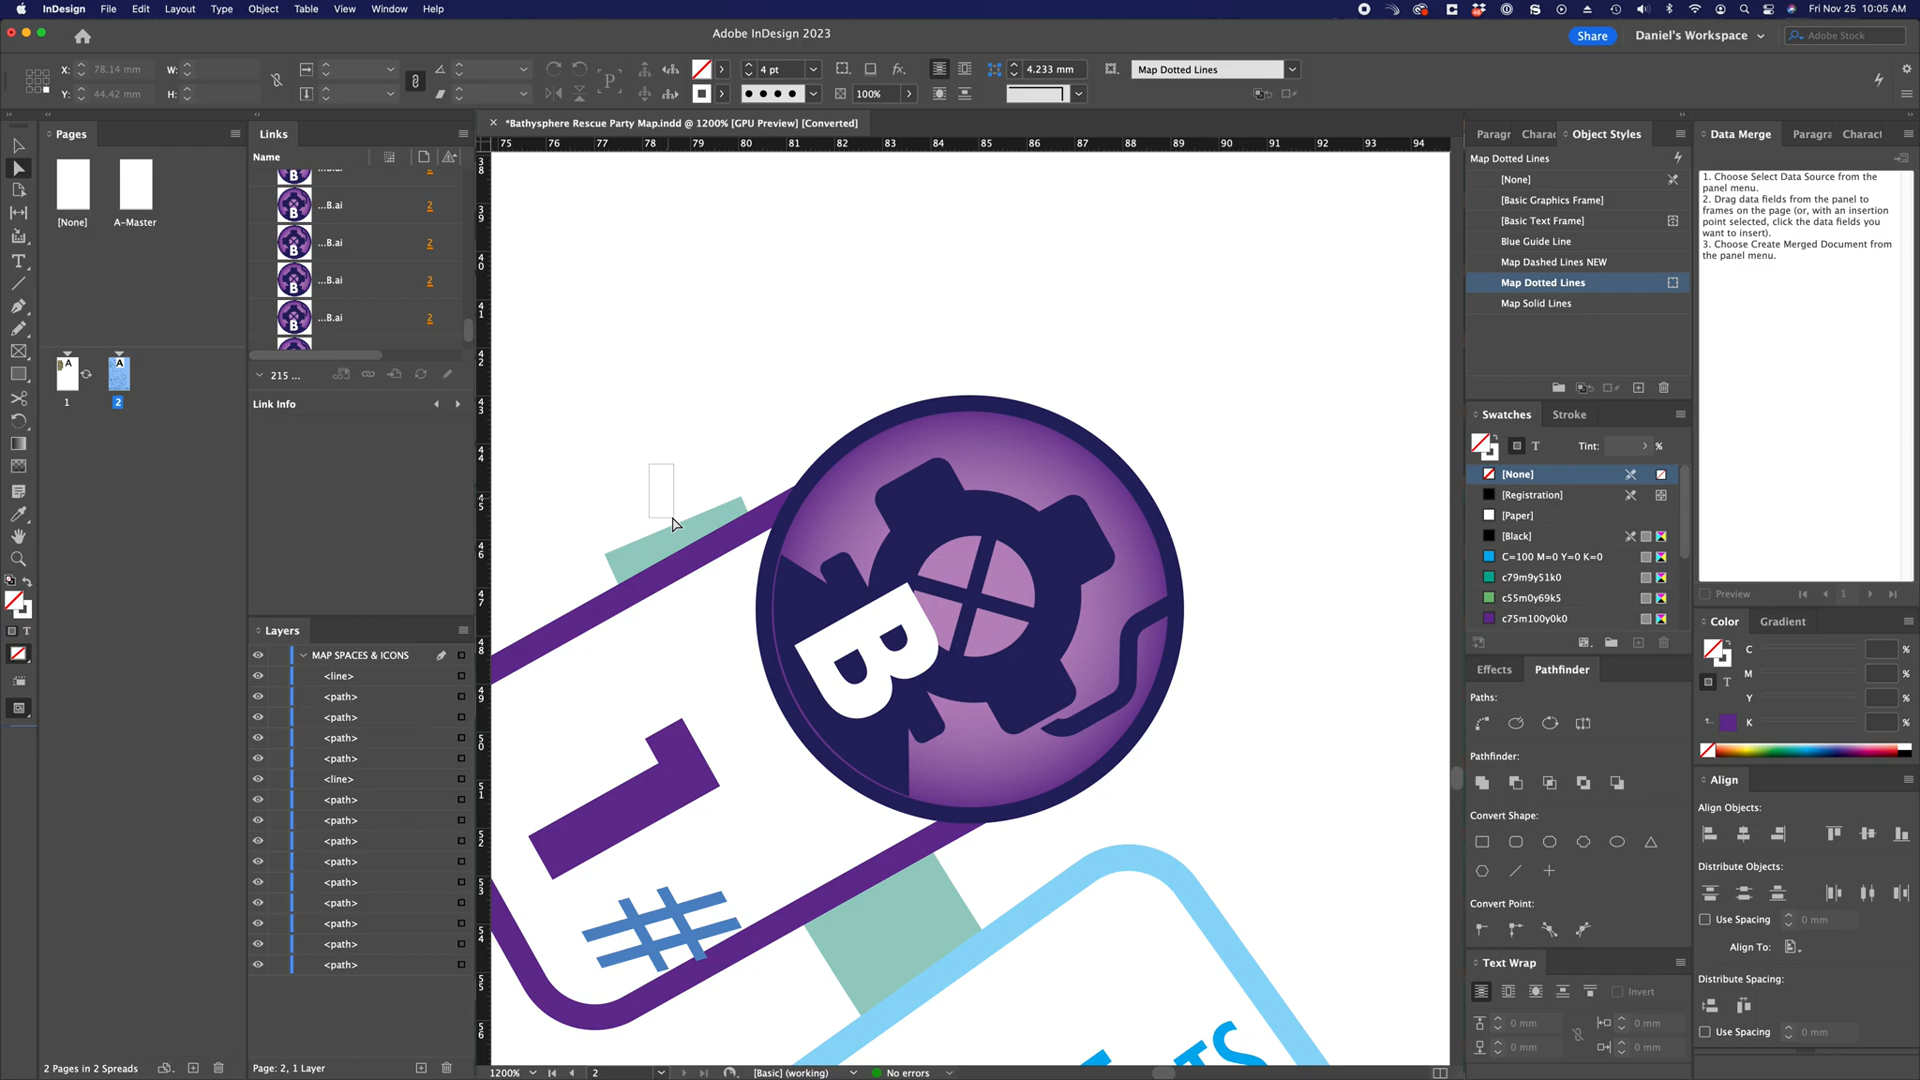 InDesign File Edit Layout Type Object Table View Window Help
Fri Nov 25 10:05 AM
Adobe InDesign 2023
Share
Daniel's Workspace
Adobe Stock
X: 78.14 mm W: 4 pt 4.233 mm Map Dotted Lines
Y: 44.42 mm H: 100%
Pages
Links
*Bathysphere Rescue Party Map.indd @ 1200% [GPU Preview] [Converted]
Paragr Charac Object Styles
Data Merge Paragra Charact
Name
75 76 77 78 79 80 81 82 83 84 85 86 87 88 89 90 91 92 93 94
[None] A-Master
...B.ai 2
...B.ai 2
...B.ai 2
...B.ai 2
A A
1 2
215 ...
Link Info
Layers
MAP SPACES & ICONS
<line>
<path>
<path>
<path>
<path>
<line>
<path>
<path>
<path>
<path>
<path>
<path>
<path>
<path>
<path>
2 Pages in 2 Spreads
Page: 2, 1 Layer
B
1
#
TS
1200% 2 [Basic] (working) No errors
Map Dotted Lines
[None]
[Basic Graphics Frame]
[Basic Text Frame]
Blue Guide Line
Map Dashed Lines NEW
Map Dotted Lines
Map Solid Lines
Swatches Stroke
T Tint: %
[None]
[Registration]
[Paper]
[Black]
C=100 M=0 Y=0 K=0
c79m9y51k0
c55m0y69k5
c75m100y0k0
Effects Pathfinder
Paths:
Pathfinder:
Convert Shape:
Convert Point:
Text Wrap
Invert
0 mm 0 mm
0 mm 0 mm
1. Choose Select Data Source from the
panel menu.
2. Drag data fields from the panel to
frames on the page (or, with an insertion
point selected, click the data fields you
want to insert).
3. Choose Create Merged Document from
the panel menu.
Preview 1
Color Gradient
C %
M %
Y %
K %
Align
Align Objects:
Distribute Objects:
Use Spacing 0 mm
Align To:
Distribute Spacing:
Use Spacing 0 mm